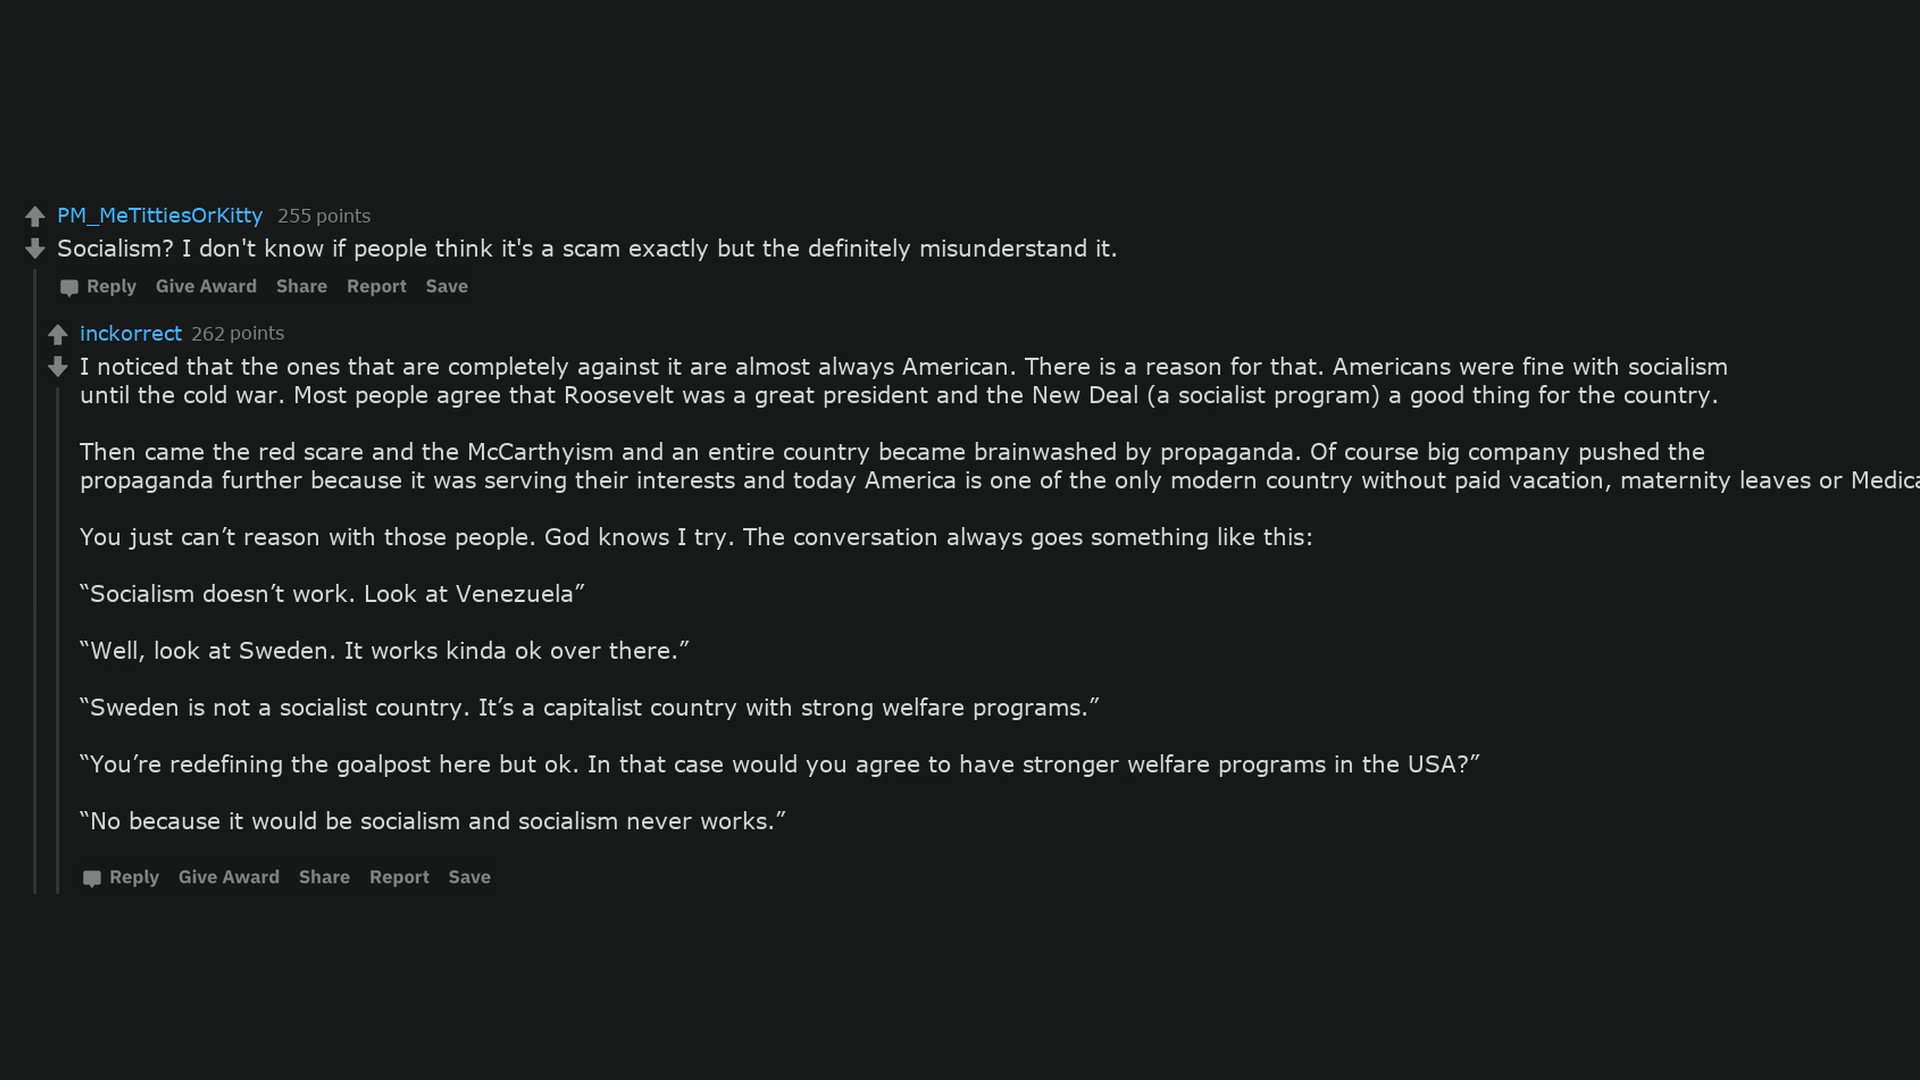 PM_MeTittiesOrKitty 255 points
Socialism? I don't know if people think it's a scam exactly but the definitely misunderstand it.
Reply Give Award Share Report Save
inckorrect 262 points
I noticed that the ones that are completely against it are almost always American. There is a reason for that. Americans were fine with socialism
until the cold war. Most people agree that Roosevelt was a great president and the New Deal (a socialist program) a good thing for the country.
Then came the red scare and the McCarthyism and an entire country became brainwashed by propaganda. Of course big company pushed the
propaganda further because it was serving their interests and today America is one of the only modern country without paid vacation, maternity leaves or
You just can’t reason with those people. God knows I try. The conversation always goes something like this:
“Socialism doesn’t work. Look at Venezuela”
“Well, look at Sweden. It works kinda ok over there.”
“Sweden is not a socialist country. It’s a capitalist country with strong welfare programs.”
“You’re redefining the goalpost here but ok. In that case would you agree to have stronger welfare programs in the USA?”
“No because it would be socialism and socialism never works.”
Reply Give Award Share Report Save